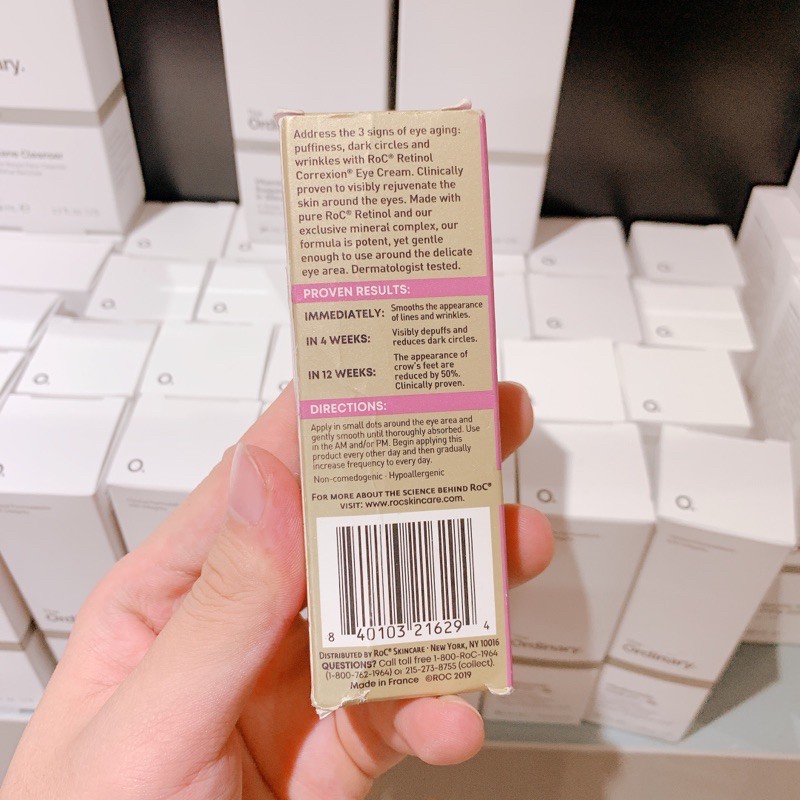 Address the 3 signs of eye aging:
puffiness, dark circles and
wrinkles with RoC® Retinol
Correxion® Eye Cream. Clinically
proven to visibly rejuvenate the
skin around the eyes. Made with
pure RoC® Retinol and our
exclusive mineral complex, our
formula is potent, yet gentle
enough to use around the delicate
eye area. Dermatologist tested.
PROVEN RESULTS:
IMMEDIATELY: Smooths the appearance
of lines and wrinkles.
IN 4 WEEKS: Visibly depuffs and
reduces dark circles.
IN 12 WEEKS: The appearance of
crow's feet are
reduced by 50%.
Clinically proven.
DIRECTIONS:
Apply in small dots around the eye area and
gently smooth until thoroughly absorbed. Use
in the AM and/or PM. Begin applying this
product every other day and then gradually
increase frequency to every day.
Non-comedogenic · Hypoallergenic
FOR MORE ABOUT THE SCIENCE BEHIND ROC®
VISIT: www.rocskincare.com.
8 40103 21629 4
DISTRIBUTED BY ROC® SKINCARE · NEW YORK, NY 10016
QUESTIONS? Call toll free 1-800-RoC-1964
(1-800-762-1964) or 215-273-8755 (collect).
Made in France ©ROC 2019
ry.
Cleanser
O.
O.
O.
O.
O.
O.
Ordinary.
Ordinary.